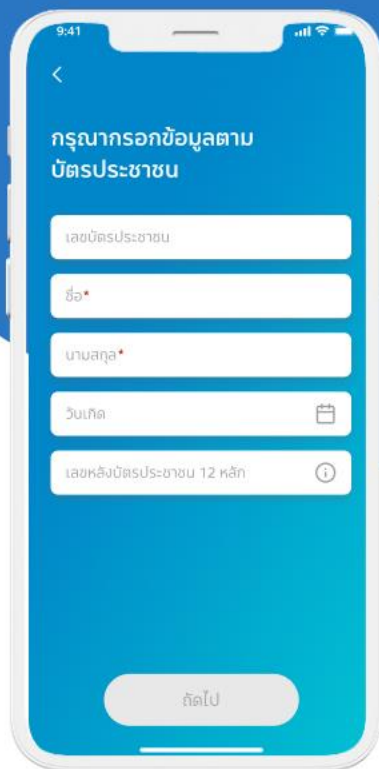 9:41
กรุณากรอกข้อมูลตาม
บัตรประชาชน
เลขบัตรประชาชน
ชื่อ*
นามสกุล*
วันเกิด
เลขหลังบัตรประชาชน 12 หลัก
ถัดไป